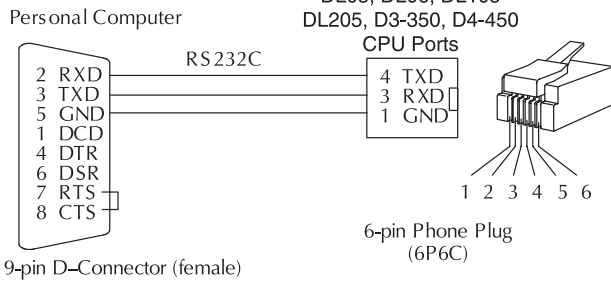 Personal Computer
DL205, D3-350, D4-450
CPU Ports
RS232C
2 RXD
3 TXD
5 GND
1 DCD
4 DTR
6 DSR
7 RTS
8 CTS
4 TXD
3 RXD
1 GND
1 2 3 4 5 6
6-pin Phone Plug
(6P6C)
9-pin D–Connector (female)